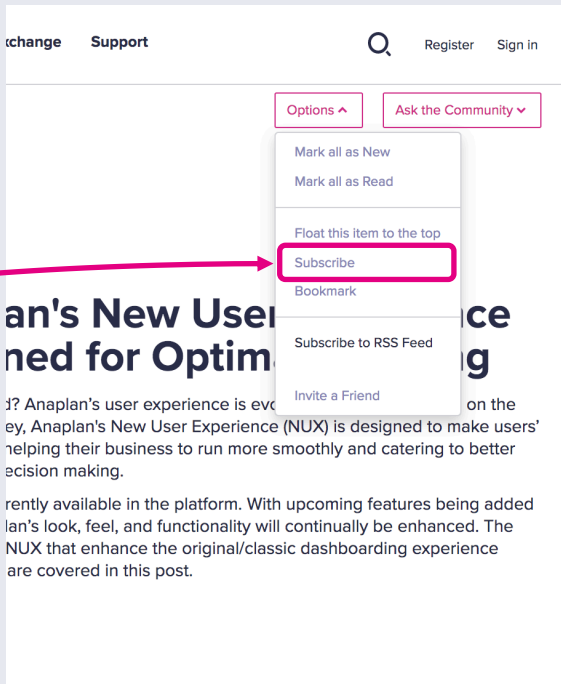 xchange Support Register Sign in
Options Ask the Community
Mark all as New
Mark all as Read
Float this item to the top
Subscribe
Bookmark
Subscribe to RSS Feed
Invite a Friend
an's New User ce
ned for Optim g
d? Anaplan’s user experience is evo on the
ey, Anaplan's New User Experience (NUX) is designed to make users’
helping their business to run more smoothly and catering to better
ecision making.
rently available in the platform. With upcoming features being added
lan’s look, feel, and functionality will continually be enhanced. The
NUX that enhance the original/classic dashboarding experience
are covered in this post.